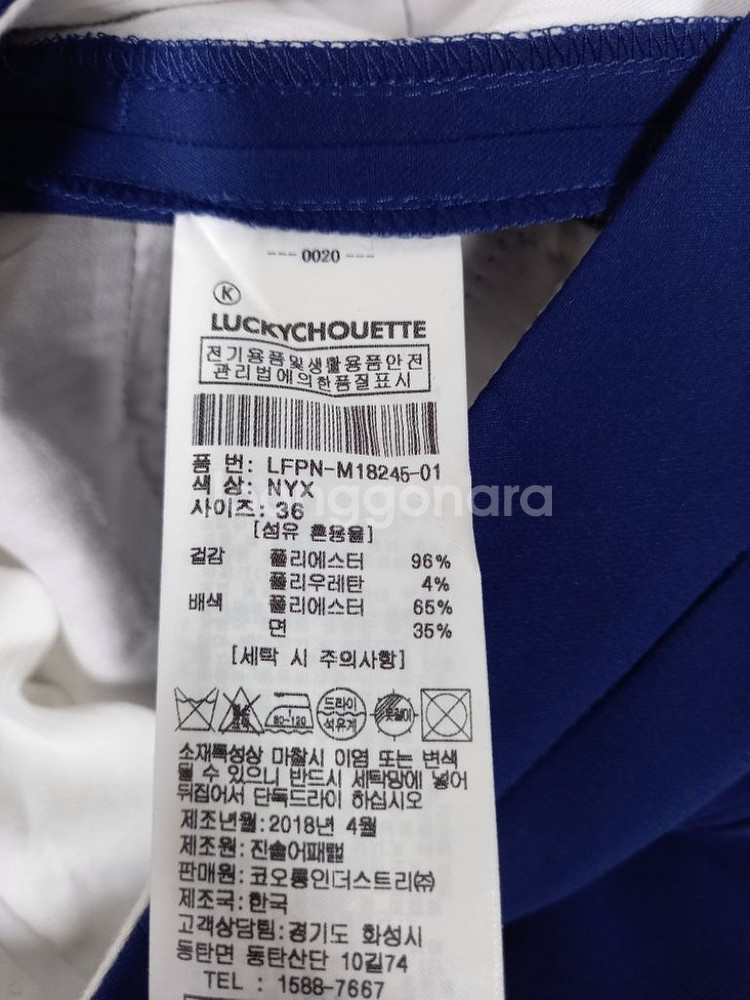 --- 0020 ---
K
LUCKYCHOUETTE
전기용품및생활용품안전
관리법에의한품질표시
품 번: LFPN-M18245-01
색 상: NYX
사이즈: 36
[섬유 혼용율]
겉감 폴리에스터 96%
폴리우레탄 4%
배색 폴리에스터 65%
면 35%
[세탁 시 주의사항]
80~120
드라이
석유계
옷걸이
소재특성상 마찰시 이염 또는 변색
될 수 있으니 반드시 세탁망에 넣어
뒤집어서 단독드라이 하십시오
제조년월:2018년 4월
제조원:진솔어패럴
판매원:코오롱인더스트리㈜
제조국:한국
고객상담팀:경기도 화성시
동탄면 동탄산단 10길74
TEL : 1588-7667